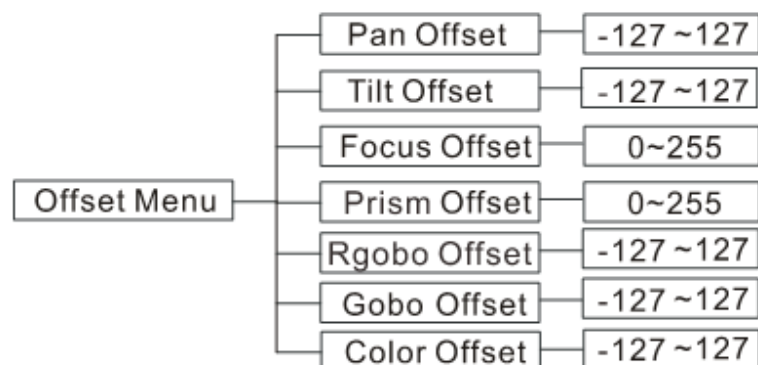 Pan Offset -127 ~127
Tilt Offset -127 ~127
Focus Offset 0~255
Offset Menu Prism Offset 0~255
Rgobo Offset -127 ~127
Gobo Offset -127 ~127
Color Offset -127 ~127